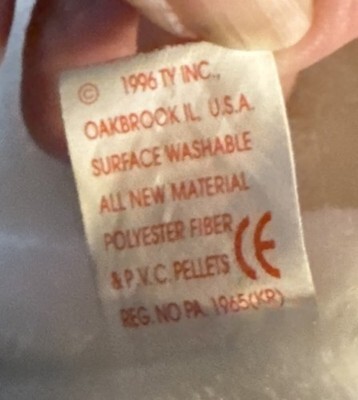 © 1996 TY INC.,
OAKBROOK IL. U.S.A.
SURFACE WASHABLE
ALL NEW MATERIAL
POLYESTER FIBER
& P.V.C. PELLETS CE
REG. NO PA. 1965(KR)